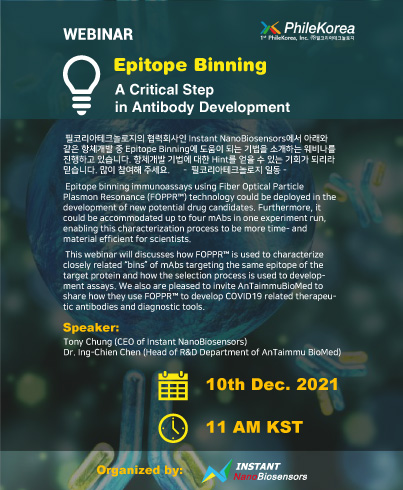 WEBINAR
PhileKorea
1st PhileKorea, Inc. ㈜필코리아테크놀로지
Epitope Binning
A Critical Step
in Antibody Development
필코리아테크놀로지의 협력회사인 Instant NanoBiosensors에서 아래와
같은 항체개발 중 Epitope Binning에 도움이 되는 기법을 소개하는 웨비나를
진행하고 있습니다. 항체개발 기법에 대한 Hint를 얻을 수 있는 기회가 되리라
믿습니다. 많이 참여해 주세요. - 필코리아테크놀로지 일동 -
Epitope binning immunoassays using Fiber Optical Particle
Plasmon Resonance (FOPPR™) technology could be deployed in the
development of new potential drug candidates. Furthermore, it
could be accommodated up to four mAbs in one experiment run,
enabling this characterization process to be more time- and
material efficient for scientists.
This webinar will discusses how FOPPR™ is used to characterize
closely related “bins” of mAbs targeting the same epitope of the
target protein and how the selection process is used to develop-
ment assays. We also are pleased to invite AnTaimmuBioMed to
share how they use FOPPR™ to develop COVID19 related therapeu-
tic antibodies and diagnostic tools.
Speaker:
Tony Chung (CEO of Instant NanoBiosensors)
Dr. Ing-Chien Chen (Head of R&D Department of AnTaimmu BioMed)
10th Dec. 2021
11 AM KST
Organized by:
INSTANT
NanoBiosensors